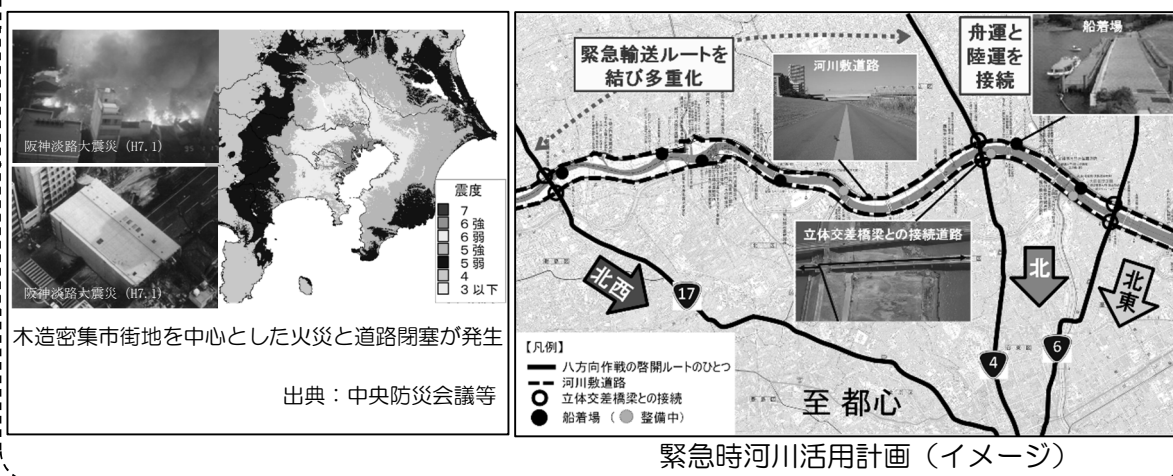 阪神淡路大震災(H7.1)
阪神淡路大震災(H7.1)
震度
7
6強
6弱
5強
5弱
4
3以下
木造密集市街地を中心とした火災と道路閉塞が発生
出典：中央防災会議等
緊急輸送ルートを
結び多重化
河川敷道路
舟運と
陸運を
接続
船着場
立体交差橋梁との接続道路
北西
17
北
北東
4
6
【凡例】
八方向作戦の啓開ルートのひとつ
河川敷道路
立体交差橋梁との接続
船着場（ 整備中）
至 都心
緊急時河川活用計画（イメージ）